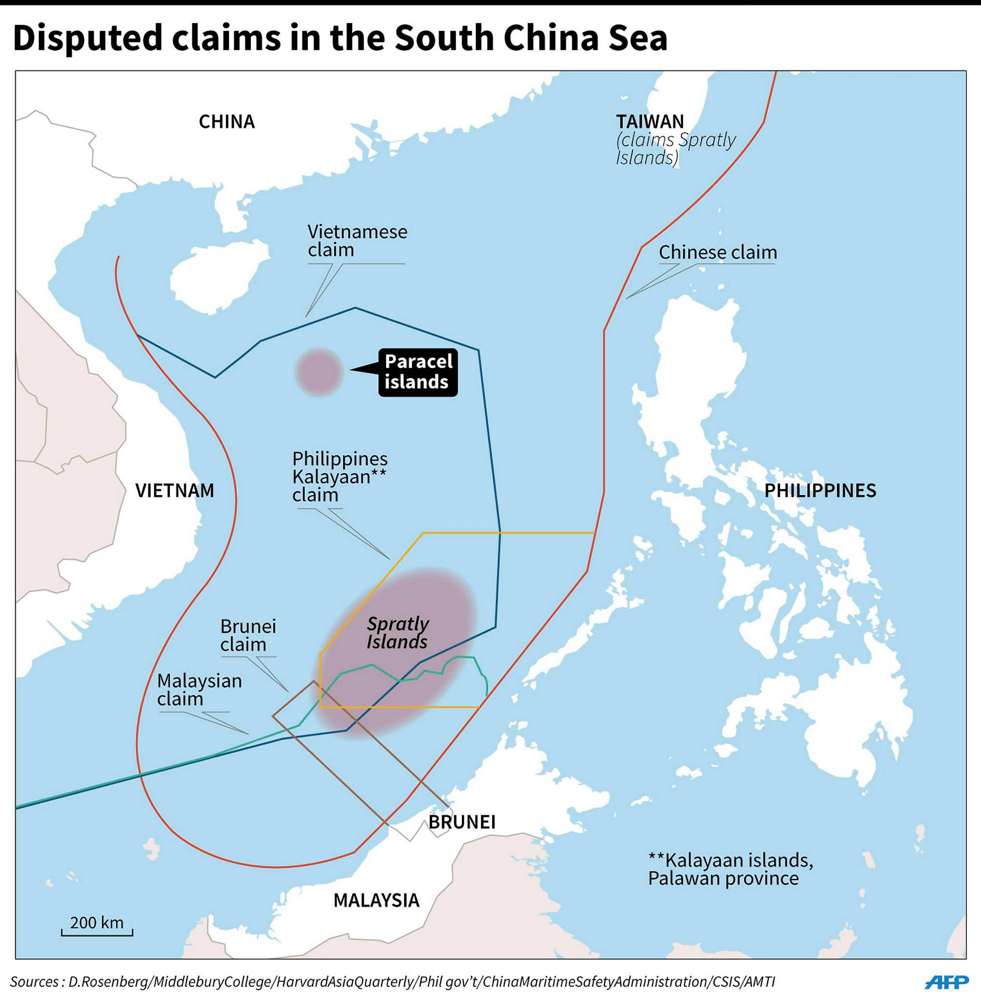 Disputed claims in the South China Sea
CHINA
TAIWAN
(claims Spratly
Islands)
Vietnamese
claim
Chinese claim
Paracel
islands
Philippines
Kalayaan**
claim
VIETNAM
PHILIPPINES
Spratly
Islands
Brunei
claim
Malaysian
claim
BRUNEI
**Kalayaan islands,
Palawan province
MALAYSIA
200 km
Sources : D.Rosenberg/MiddleburyCollege/HarvardAsiaQuarterly/Phil gov't/ChinaMaritimeSafetyAdministration/CSIS/AMTI
AFP